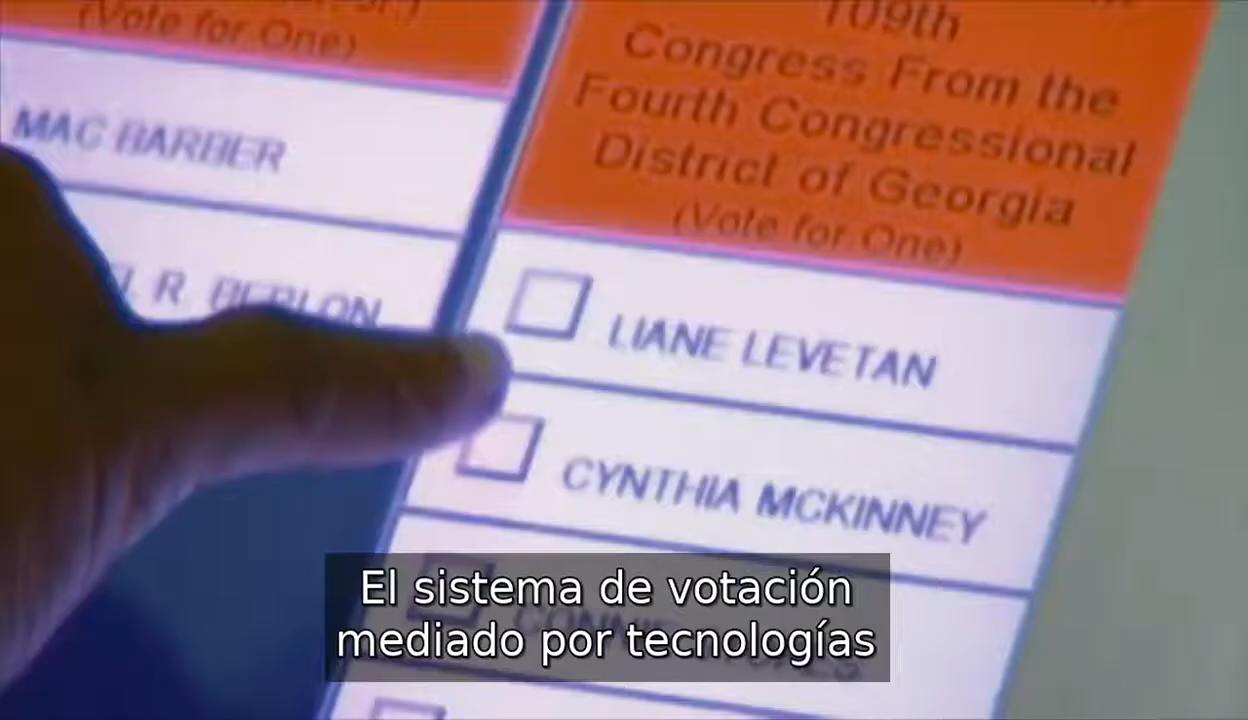 (Vote for One)
MAC BARBER
109th
Congress From the
Fourth Congressional
District of Georgia
(Vote for One)
LIANE LEVETAN
CYNTHIA MCKINNEY
El sistema de votación
mediado por tecnologías